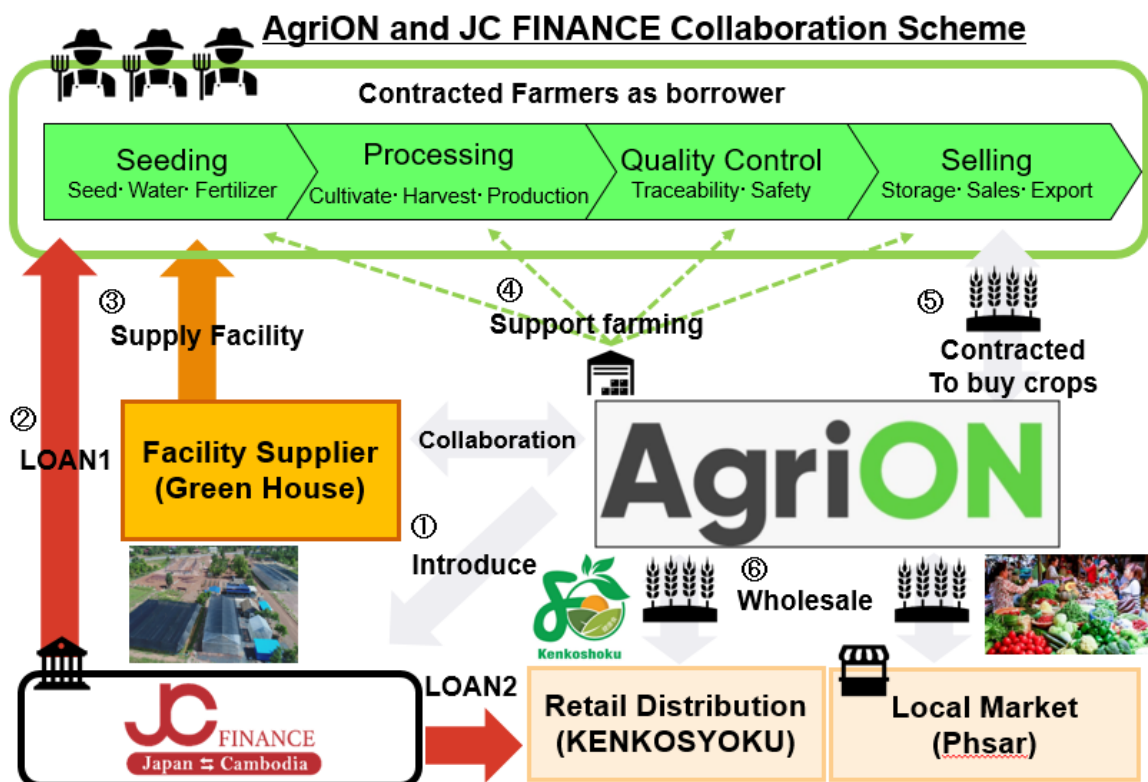 AgriON and JC FINANCE Collaboration Scheme
Contracted Farmers as borrower
Seeding
Seed･Water･Fertilizer
Processing
Cultivate･Harvest･Production
Quality Control
Traceability･Safety
Selling
Storage･Sales･Export
③
Supply Facility
④
Support farming
⑤
Contracted
To buy crops
②
LOAN1
Facility Supplier
(Green House)
Collaboration
AgriON
①
Introduce
Kenkoshoku
⑥
Wholesale
JC FINANCE
Japan ⇆ Cambodia
LOAN2
Retail Distribution
(KENKOSYOKU)
Local Market
(Phsar)